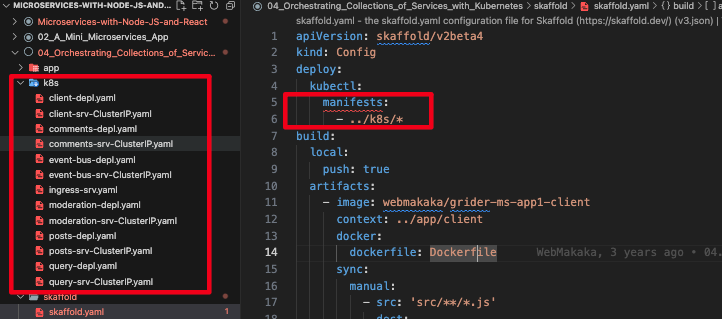 MICROSERVICES-WITH-NODE-JS-AND-...
Microservices-with-Node-JS-and-React
02_A_Mini_Microservices_App
04_Orchestrating_Collections_of_Servic...
app
k8s
client-depl.yaml
client-srv-ClusterIP.yaml
comments-depl.yaml
comments-srv-ClusterIP.yaml
event-bus-depl.yaml
event-bus-srv-ClusterIP.yaml
ingress-srv.yaml
moderation-depl.yaml
moderation-srv-ClusterIP.yaml
posts-depl.yaml
posts-srv-ClusterIP.yaml
query-depl.yaml
query-srv-ClusterIP.yaml
skaffold
skaffold.yaml 1
04_Orchestrating_Collections_of_Services_with_Kubernetes > skaffold > skaffold.yaml > {} build > [ ] a
skaffold.yaml - the skaffold.yaml configuration file for Skaffold (https://skaffold.dev/) (v3.json) | You
1 apiVersion: skaffold/v2beta4
2 kind: Config
3 deploy:
4 kubectl:
5 manifests:
6 - ../k8s/*
7 build:
8 local:
9 push: true
10 artifacts:
11 - image: webmakaka/grider-ms-app1-client
12 context: ../app/client
13 docker:
14 dockerfile: Dockerfile WebMakaka, 3 years ago • 04.
15 sync:
16 manual:
17 - src: 'src/**/*.js'
18 dest: